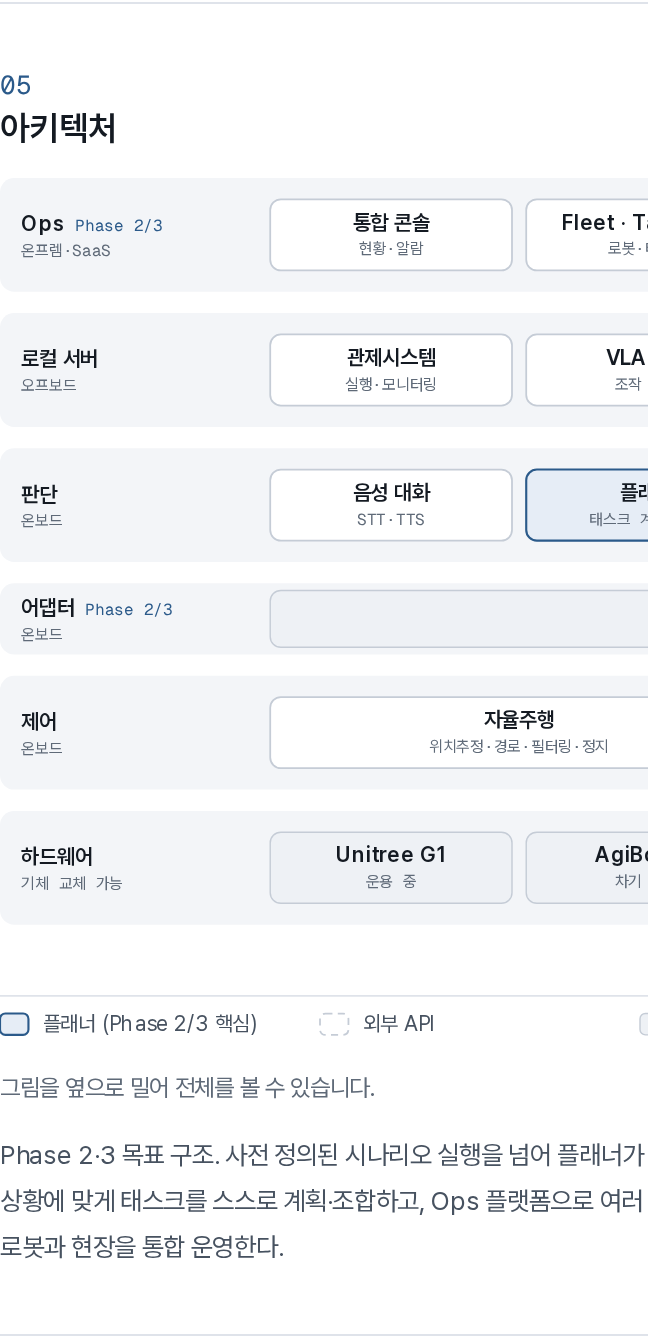 05
아키텍처
Ops Phase 2/3
온프렘·SaaS
통합 콘솔
현황·알람
Fleet · T
로봇·
로컬 서버
오프보드
관제시스템
실행·모니터링
VLA
조작
판단
온보드
음성 대화
STT·TTS
플
태스크
어댑터 Phase 2/3
온보드
제어
온보드
자율주행
위치추정·경로·필터링·정지
하드웨어
기체 교체 가능
Unitree G1
운용 중
AgiB
차기
플래너 (Phase 2/3 핵심)
외부 API
그림을 옆으로 밀어 전체를 볼 수 있습니다.
Phase 2·3 목표 구조. 사전 정의된 시나리오 실행을 넘어 플래너가
상황에 맞게 태스크를 스스로 계획·조합하고, Ops 플랫폼으로 여러
로봇과 현장을 통합 운영한다.